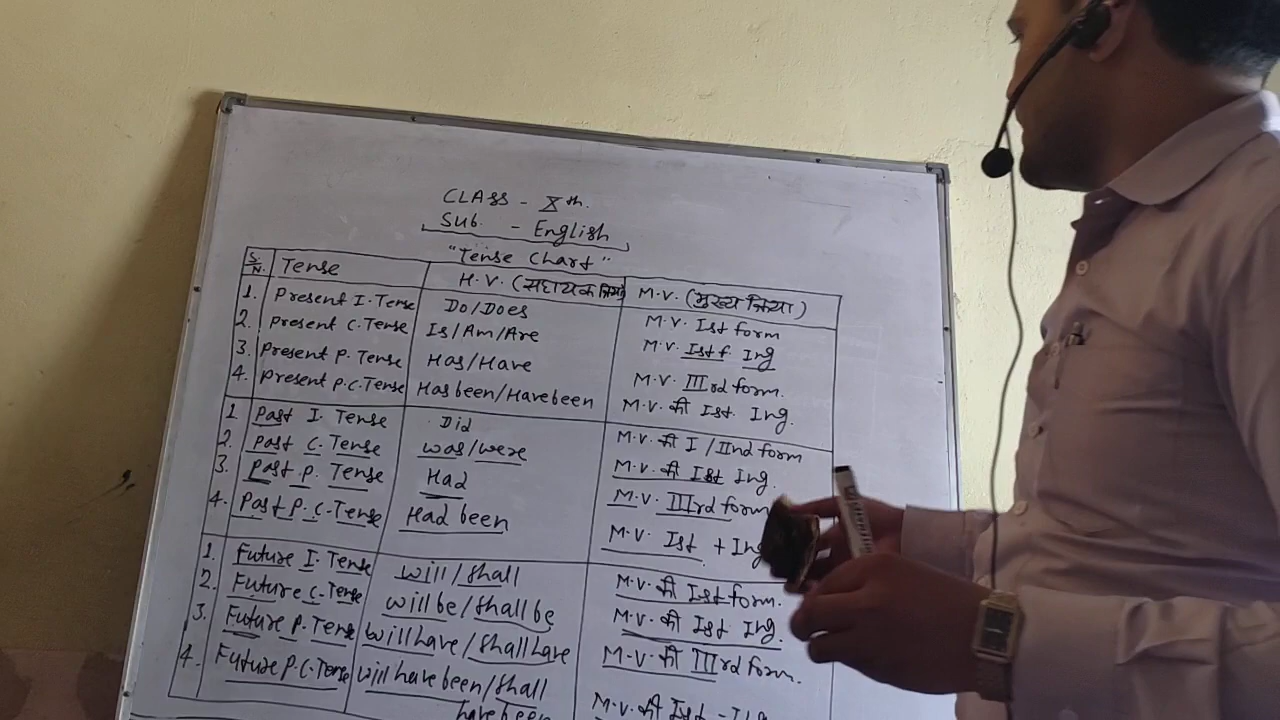 CLASS - Xth.
Sub. - English
"Tense Chart"
S.N. Tense H.V. (सहायक क्रिया) M.V. (मुख्य क्रिया)
1. Present I. Tense Do/Does M.V. Ist form
2. Present C. Tense Is/Am/Are M.V. Ist f. Ing
3. Present P. Tense Has/Have M.V. IIIrd form.
4. Present P.C. Tense Has been/Have been M.V. की Ist. Ing.
1 Past I. Tense Did M.V. की I/IInd form
2. Past C. Tense was/were M.V. की Ist Ing.
3. Past P. Tense Had M.V. IIIrd form
4. Past P.C. Tense Had been M.V. Ist + Ing
1. Future I. Tense will/shall M.V. की Ist form.
2. Future C. Tense will be/shall be M.V. की Ist Ing.
3. Future P. Tense will have/shall have M.V. की IIIrd form.
4. Future P.C. Tense will have been/shall have been M.V. की Ist - Ing